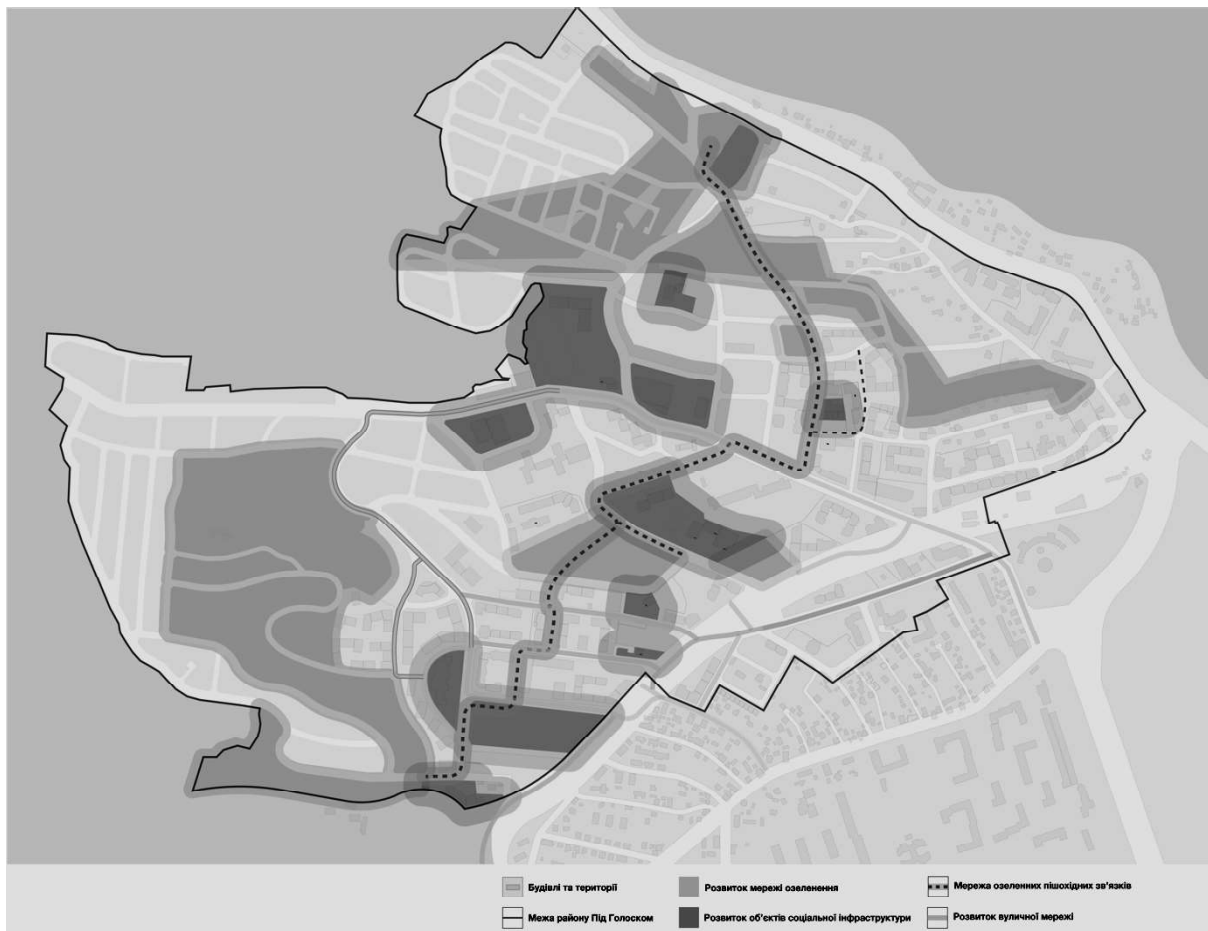 Будівлі та території
Розвиток мережі озеленення
Мережа озеленних пішохідних зв'язків
Межа району Під Голоском
Розвиток об'єктів соціальної інфраструктури
Розвиток вуличної мережі